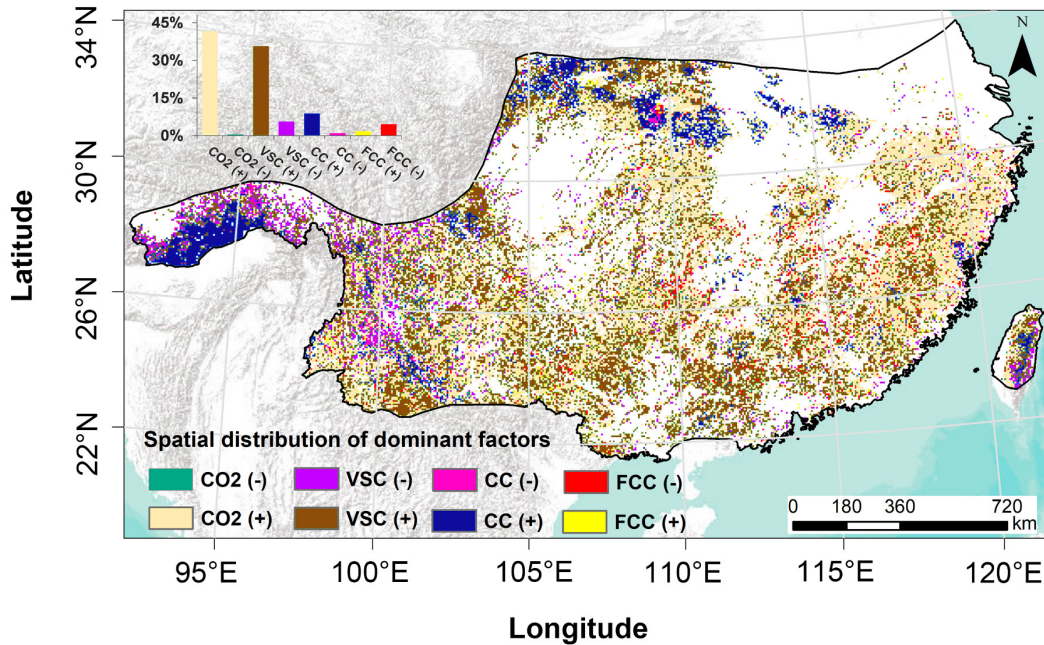 45%
30%
15%
0%
CO2 (+)
CO2 (-)
VSC (+)
VSC (-)
CC (+)
CC (-)
FCC (+)
FCC (-)
N
34°N
30°N
26°N
22°N
Latitude
Spatial distribution of dominant factors
CO2 (-) VSC (-) CC (-) FCC (-)
CO2 (+) VSC (+) CC (+) FCC (+)
0 180 360 720
km
95°E 100°E 105°E 110°E 115°E 120°E
Longitude